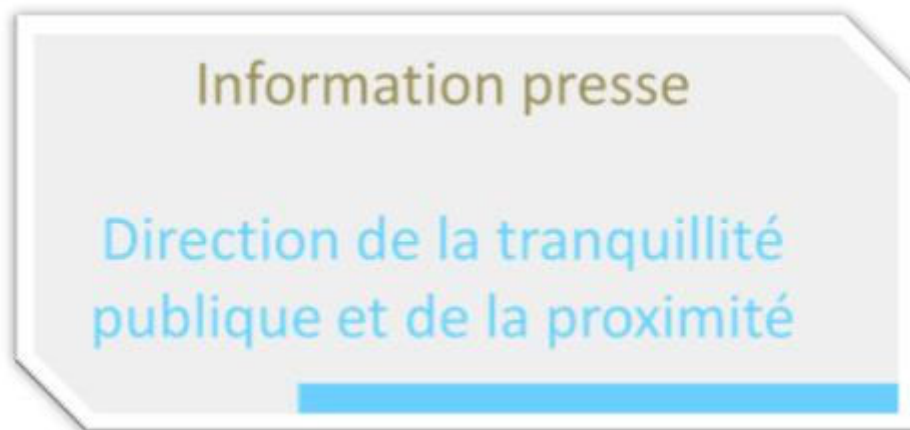 Information presse
Direction de la tranquillité
publique et de la proximité